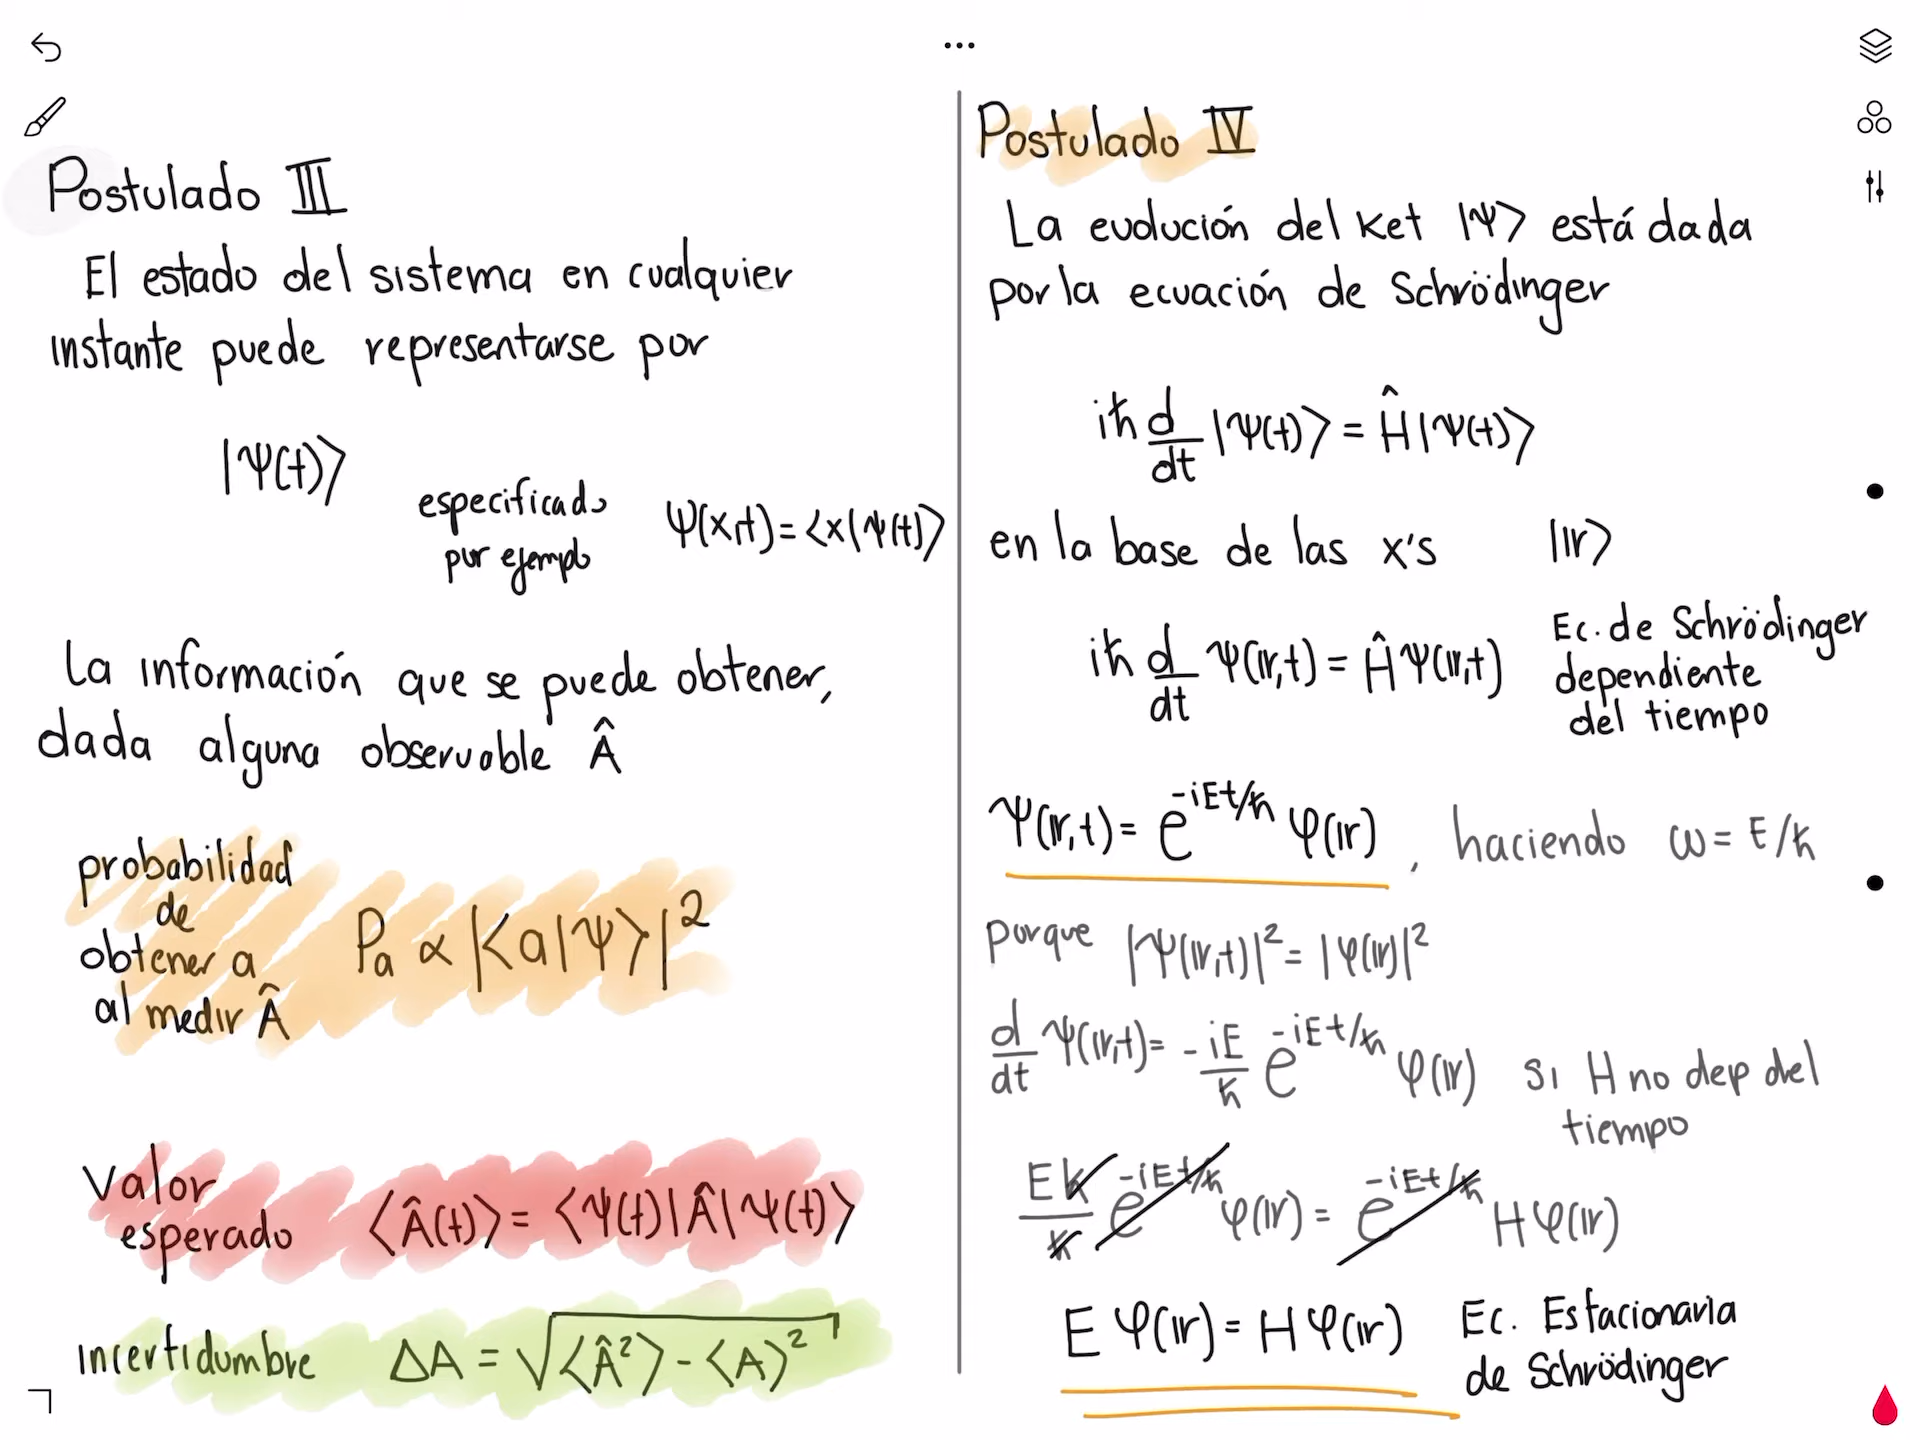 Postulado III
El estado del sistema en cualquier
instante puede representarse por
|Ψ(t)⟩
especificado
por ejemplo
Ψ(x,t) = ⟨x|Ψ(t)⟩
La información que se puede obtener,
dada alguna observable Â
probabilidad
de
obtener a
al medir Â
Pa ∝ |⟨a|Ψ⟩|²
Valor
esperado
⟨Â(t)⟩ = ⟨Ψ(t)|Â|Ψ(t)⟩
incertidumbre ΔA = √(⟨Â²⟩ - ⟨A⟩²)
Postulado IV
La evolución del ket |Ψ⟩ está dada
por la ecuación de Schrödinger
iħ d/dt |Ψ(t)⟩ = Ĥ|Ψ(t)⟩
en la base de las x's |𝕣⟩
iħ d/dt Ψ(𝕣,t) = ĤΨ(𝕣,t)
Ec. de Schrödinger
dependiente
del tiempo
Ψ(𝕣,t) = e^(-iEt/ħ) φ(𝕣) , haciendo ω = E/ħ
porque |Ψ(𝕣,t)|² = |φ(𝕣)|²
d/dt Ψ(𝕣,t) = -iE/ħ e^(-iEt/ħ) φ(𝕣) si H no dep del
tiempo
Eħ/ħ e^(-iEt/ħ) φ(𝕣) = e^(-iEt/ħ) Hφ(𝕣)
E φ(𝕣) = Hφ(𝕣)
Ec. Estacionaria
de Schrödinger